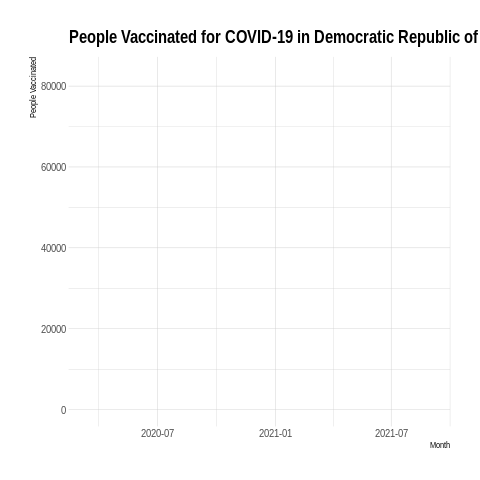 People Vaccinated for COVID-19 in Democratic Republic of
People Vaccinated
80000
60000
40000
20000
0
2020-07
2021-01
2021-07
Month